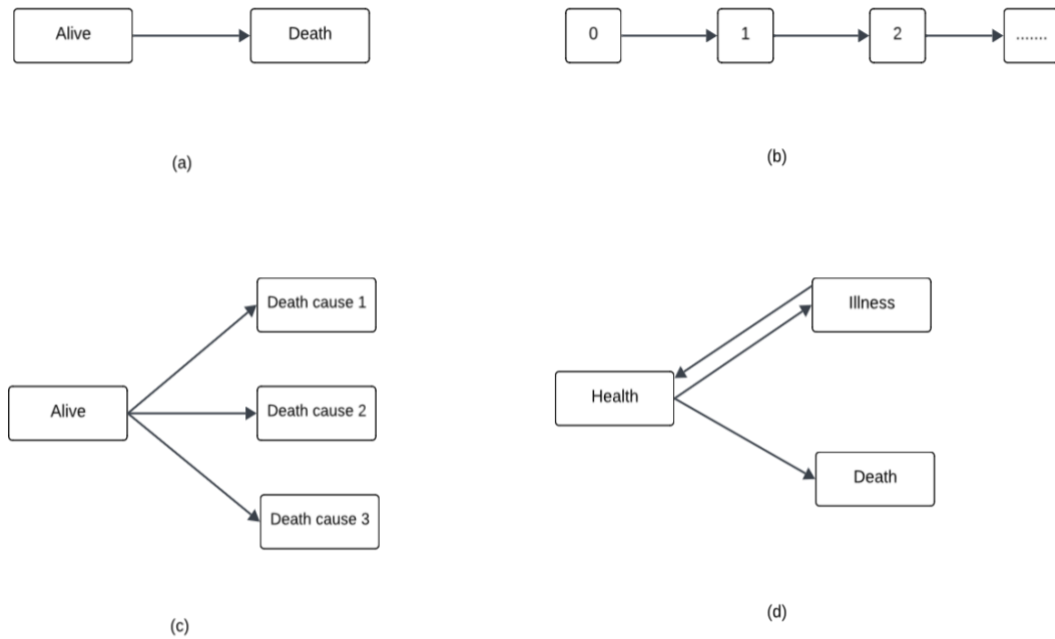 Alive
Death
(a)
0
1
2
.......
(b)
Alive
Death cause 1
Death cause 2
Death cause 3
(c)
Health
Illness
Death
(d)